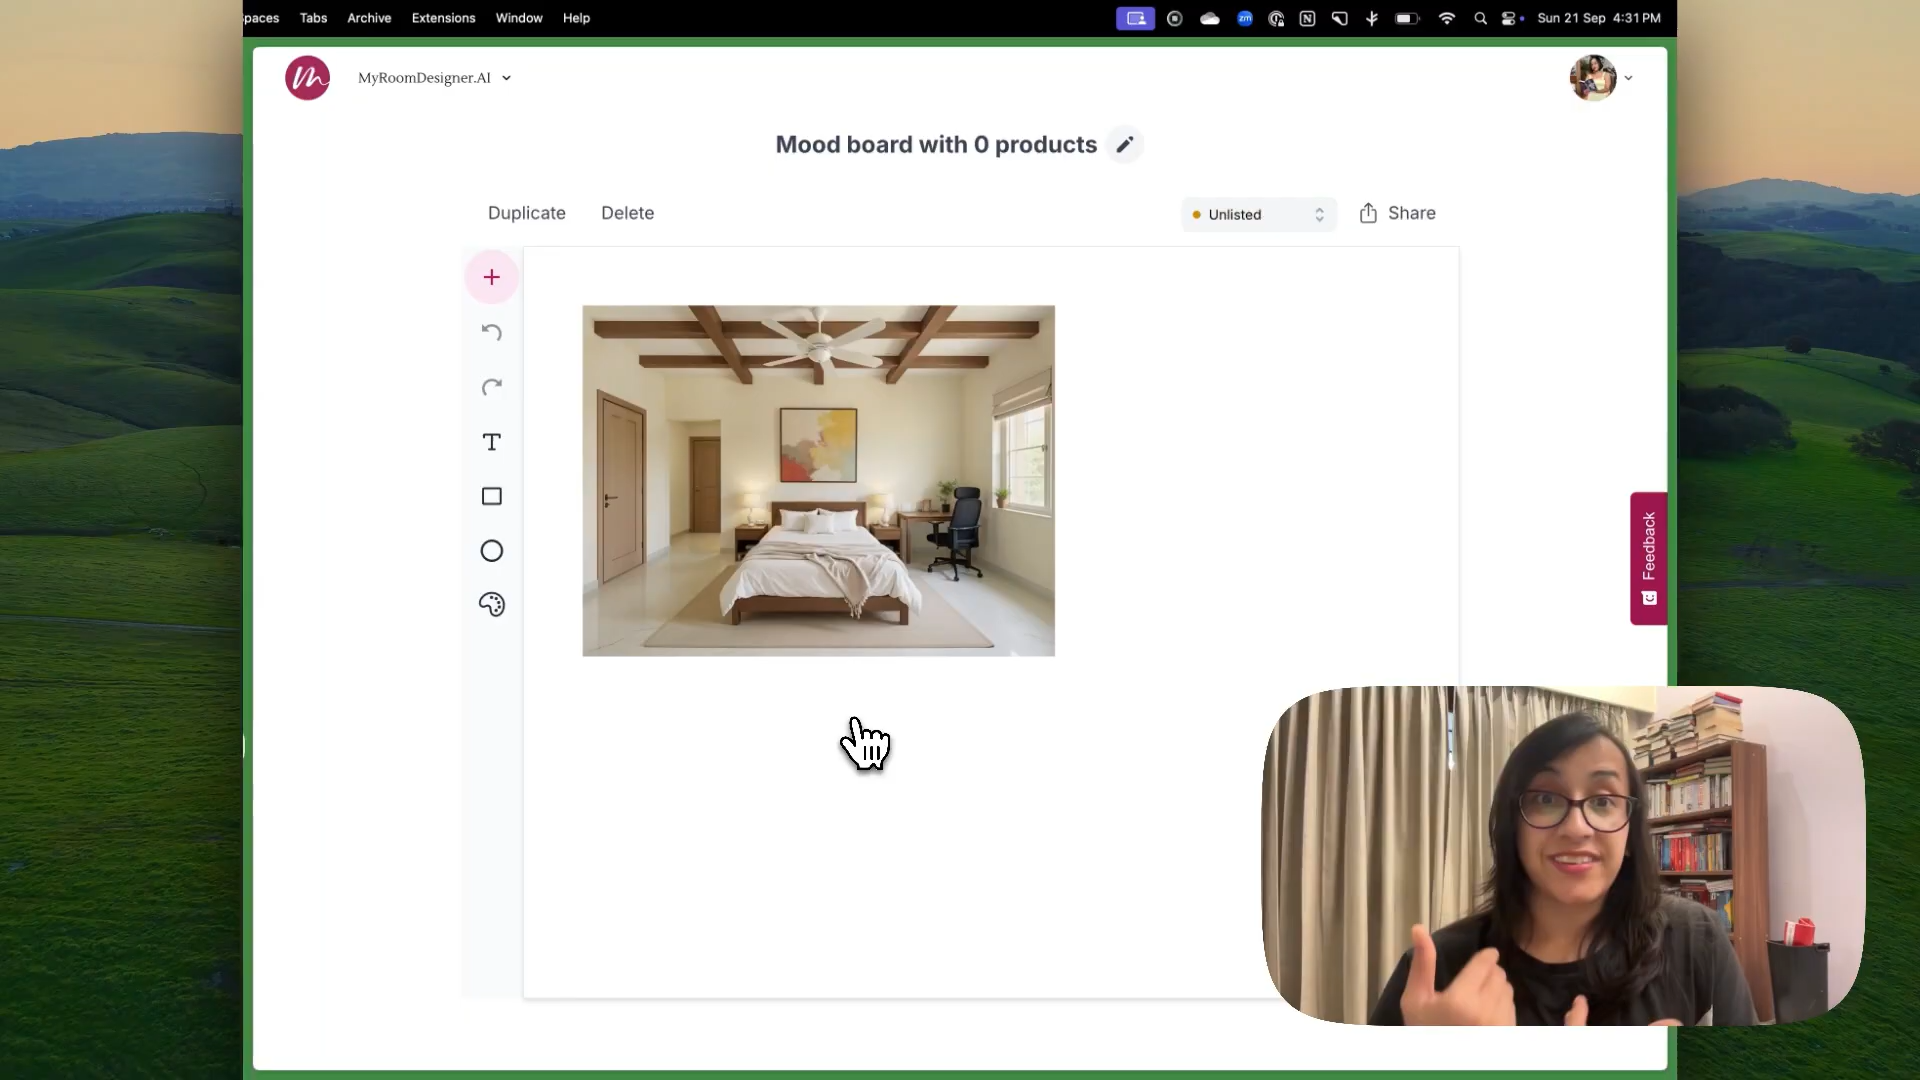 paces Tabs Archive Extensions Window Help zm N Sun 21 Sep 4:31 PM
m MyRoomDesigner.AI
Mood board with 0 products
Duplicate Delete Unlisted Share
T
Feedback